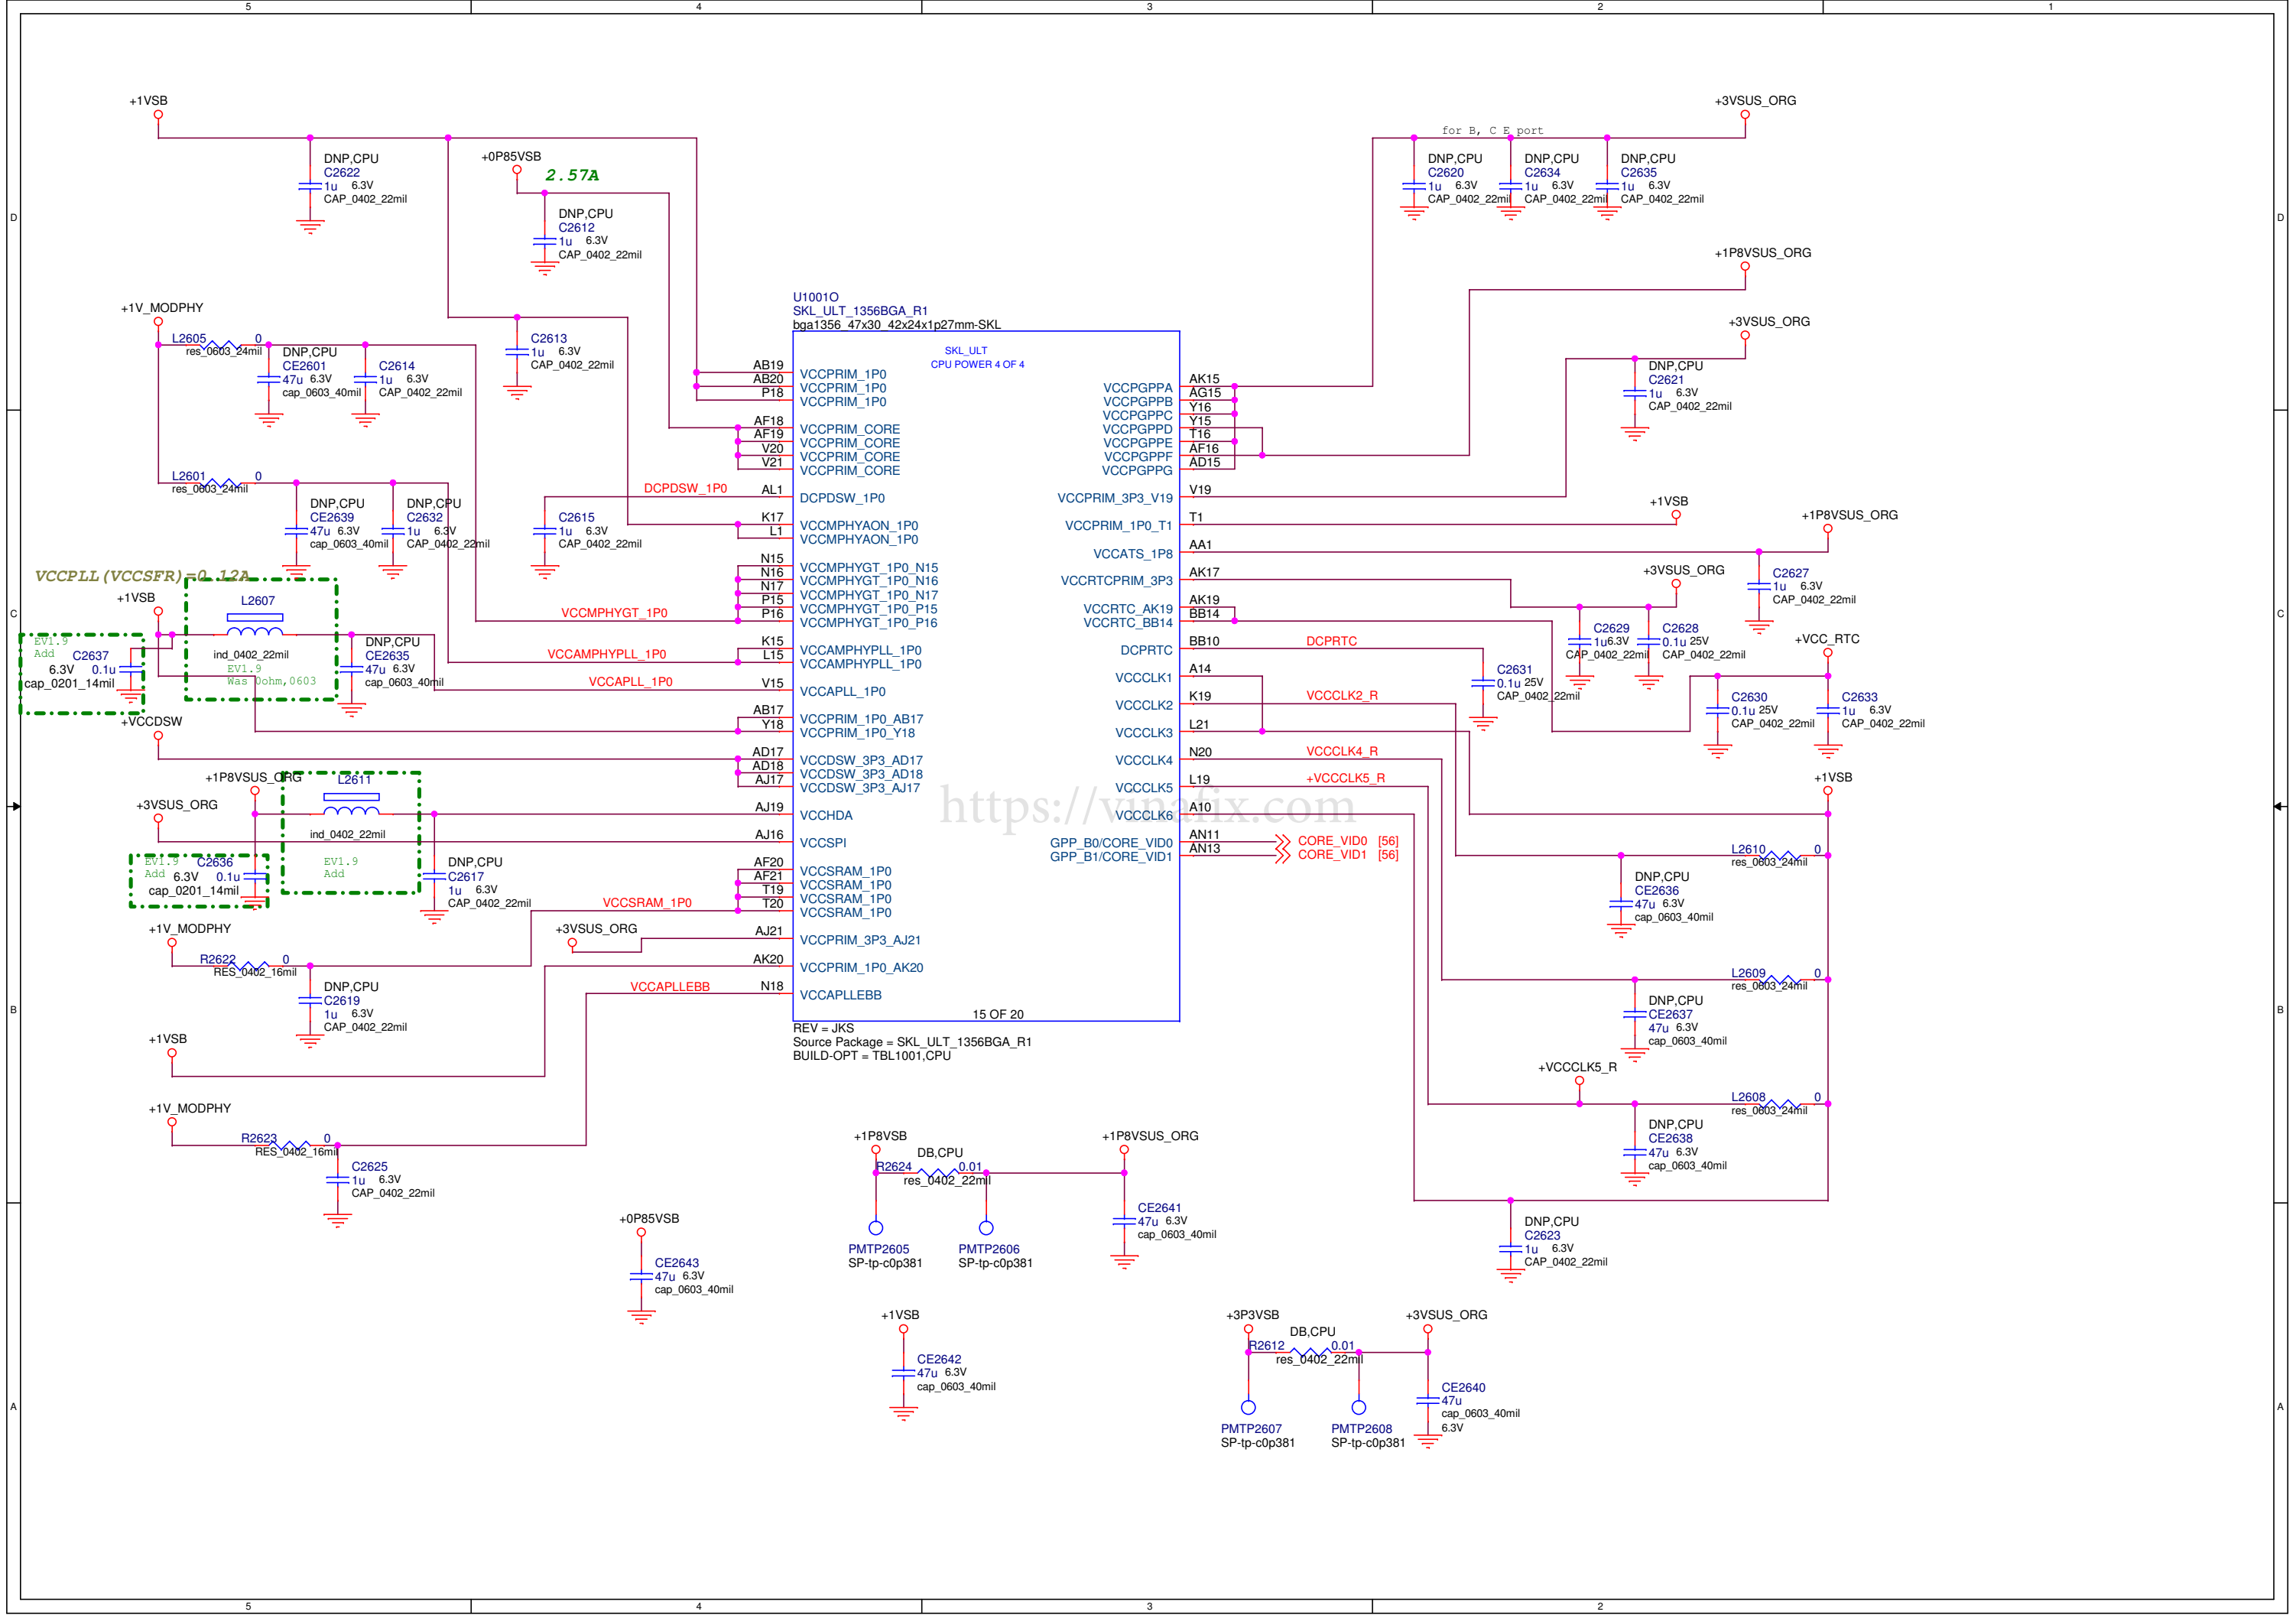 5
4
3
2
1
D
D
C
C
B
B
A
A
+1VSB
DNP,CPU
C2622
1u 6.3V
CAP_0402_22mil
+0P85VSB
2.57A
DNP,CPU
C2612
1u 6.3V
CAP_0402_22mil
+1V_MODPHY
L2605 0
res_0603_24mil
DNP,CPU
CE2601
47u 6.3V
cap_0603_40mil
C2614
1u 6.3V
CAP_0402_22mil
C2613
1u 6.3V
CAP_0402_22mil
L2601 0
res_0603_24mil
DNP,CPU
CE2639
47u 6.3V
cap_0603_40mil
DNP,CPU
C2632
1u 6.3V
CAP_0402_22mil
DCPDSW_1P0
C2615
1u 6.3V
CAP_0402_22mil
VCCPLL(VCCSFR)=0.12A
+1VSB
L2607
ind_0402_22mil
EV1.9
Was 0ohm,0603
EV1.9
Add
C2637
6.3V 0.1u
cap_0201_14mil
DNP,CPU
CE2635
47u 6.3V
cap_0603_40mil
VCCMPHYGT_1P0
VCCAMPHYPLL_1P0
VCCAPLL_1P0
+VCCDSW
+1P8VSUS_ORG
+3VSUS_ORG
L2611
ind_0402_22mil
EV1.9
Add
EV1.9
Add
C2636
6.3V 0.1u
cap_0201_14mil
DNP,CPU
C2617
1u 6.3V
CAP_0402_22mil
VCCSRAM_1P0
+1V_MODPHY
R2622 0
RES_0402_16mil
DNP,CPU
C2619
1u 6.3V
CAP_0402_22mil
+3VSUS_ORG
VCCAPLLEBB
+1VSB
+1V_MODPHY
R2623 0
RES_0402_16mil
C2625
1u 6.3V
CAP_0402_22mil
U1001O
SKL_ULT_1356BGA_R1
bga1356_47x30_42x24x1p27mm-SKL
SKL_ULT
CPU POWER 4 OF 4
AB19 VCCPRIM_1P0
AB20 VCCPRIM_1P0
P18 VCCPRIM_1P0
AF18 VCCPRIM_CORE
AF19 VCCPRIM_CORE
V20 VCCPRIM_CORE
V21 VCCPRIM_CORE
AL1 DCPDSW_1P0
K17 VCCMPHYAON_1P0
L1 VCCMPHYAON_1P0
N15 VCCMPHYGT_1P0_N15
N16 VCCMPHYGT_1P0_N16
N17 VCCMPHYGT_1P0_N17
P15 VCCMPHYGT_1P0_P15
P16 VCCMPHYGT_1P0_P16
K15 VCCAMPHYPLL_1P0
L15 VCCAMPHYPLL_1P0
V15 VCCAPLL_1P0
AB17 VCCPRIM_1P0_AB17
Y18 VCCPRIM_1P0_Y18
AD17 VCCDSW_3P3_AD17
AD18 VCCDSW_3P3_AD18
AJ17 VCCDSW_3P3_AJ17
AJ19 VCCHDA
AJ16 VCCSPI
AF20 VCCSRAM_1P0
AF21 VCCSRAM_1P0
T19 VCCSRAM_1P0
T20 VCCSRAM_1P0
AJ21 VCCPRIM_3P3_AJ21
AK20 VCCPRIM_1P0_AK20
N18 VCCAPLLEBB
VCCPGPPA AK15
VCCPGPPB AG15
VCCPGPPC Y16
VCCPGPPD Y15
VCCPGPPE T16
VCCPGPPF AF16
VCCPGPPG AD15
VCCPRIM_3P3_V19 V19
VCCPRIM_1P0_T1 T1
VCCATS_1P8 AA1
VCCRTCPRIM_3P3 AK17
VCCRTC_AK19 AK19
VCCRTC_BB14 BB14
DCPRTC BB10
VCCCLK1 A14
VCCCLK2 K19
VCCCLK3 L21
VCCCLK4 N20
VCCCLK5 L19
VCCCLK6 A10
GPP_B0/CORE_VID0 AN11
GPP_B1/CORE_VID1 AN13
15 OF 20
REV = JKS
Source Package = SKL_ULT_1356BGA_R1
BUILD-OPT = TBL1001,CPU
https://vinafix.com
+3VSUS_ORG
for B, C E port
DNP,CPU
C2620
1u 6.3V
CAP_0402_22mil
DNP,CPU
C2634
1u 6.3V
CAP_0402_22mil
DNP,CPU
C2635
1u 6.3V
CAP_0402_22mil
+1P8VSUS_ORG
+3VSUS_ORG
DNP,CPU
C2621
1u 6.3V
CAP_0402_22mil
+1VSB
+1P8VSUS_ORG
C2627
1u 6.3V
CAP_0402_22mil
+3VSUS_ORG
C2629
1u6.3V
CAP_0402_22mil
C2628
0.1u 25V
CAP_0402_22mil
+VCC_RTC
DCPRTC
C2631
0.1u 25V
CAP_0402_22mil
C2630
0.1u 25V
CAP_0402_22mil
C2633
1u 6.3V
CAP_0402_22mil
VCCCLK2_R
VCCCLK4_R
+VCCCLK5_R
+1VSB
CORE_VID0 [56]
CORE_VID1 [56]
L2610 0
res_0603_24mil
DNP,CPU
CE2636
47u 6.3V
cap_0603_40mil
L2609 0
res_0603_24mil
DNP,CPU
CE2637
47u 6.3V
cap_0603_40mil
+VCCCLK5_R
L2608 0
res_0603_24mil
DNP,CPU
CE2638
47u 6.3V
cap_0603_40mil
DNP,CPU
C2623
1u 6.3V
CAP_0402_22mil
+1P8VSB
DB,CPU
R2624 0.01
res_0402_22mil
+1P8VSUS_ORG
PMTP2605
SP-tp-c0p381
PMTP2606
SP-tp-c0p381
CE2641
47u 6.3V
cap_0603_40mil
+0P85VSB
CE2643
47u 6.3V
cap_0603_40mil
+1VSB
CE2642
47u 6.3V
cap_0603_40mil
+3P3VSB
DB,CPU
R2612 0.01
res_0402_22mil
+3VSUS_ORG
PMTP2607
SP-tp-c0p381
PMTP2608
SP-tp-c0p381
CE2640
47u
cap_0603_40mil
6.3V
5
4
3
2